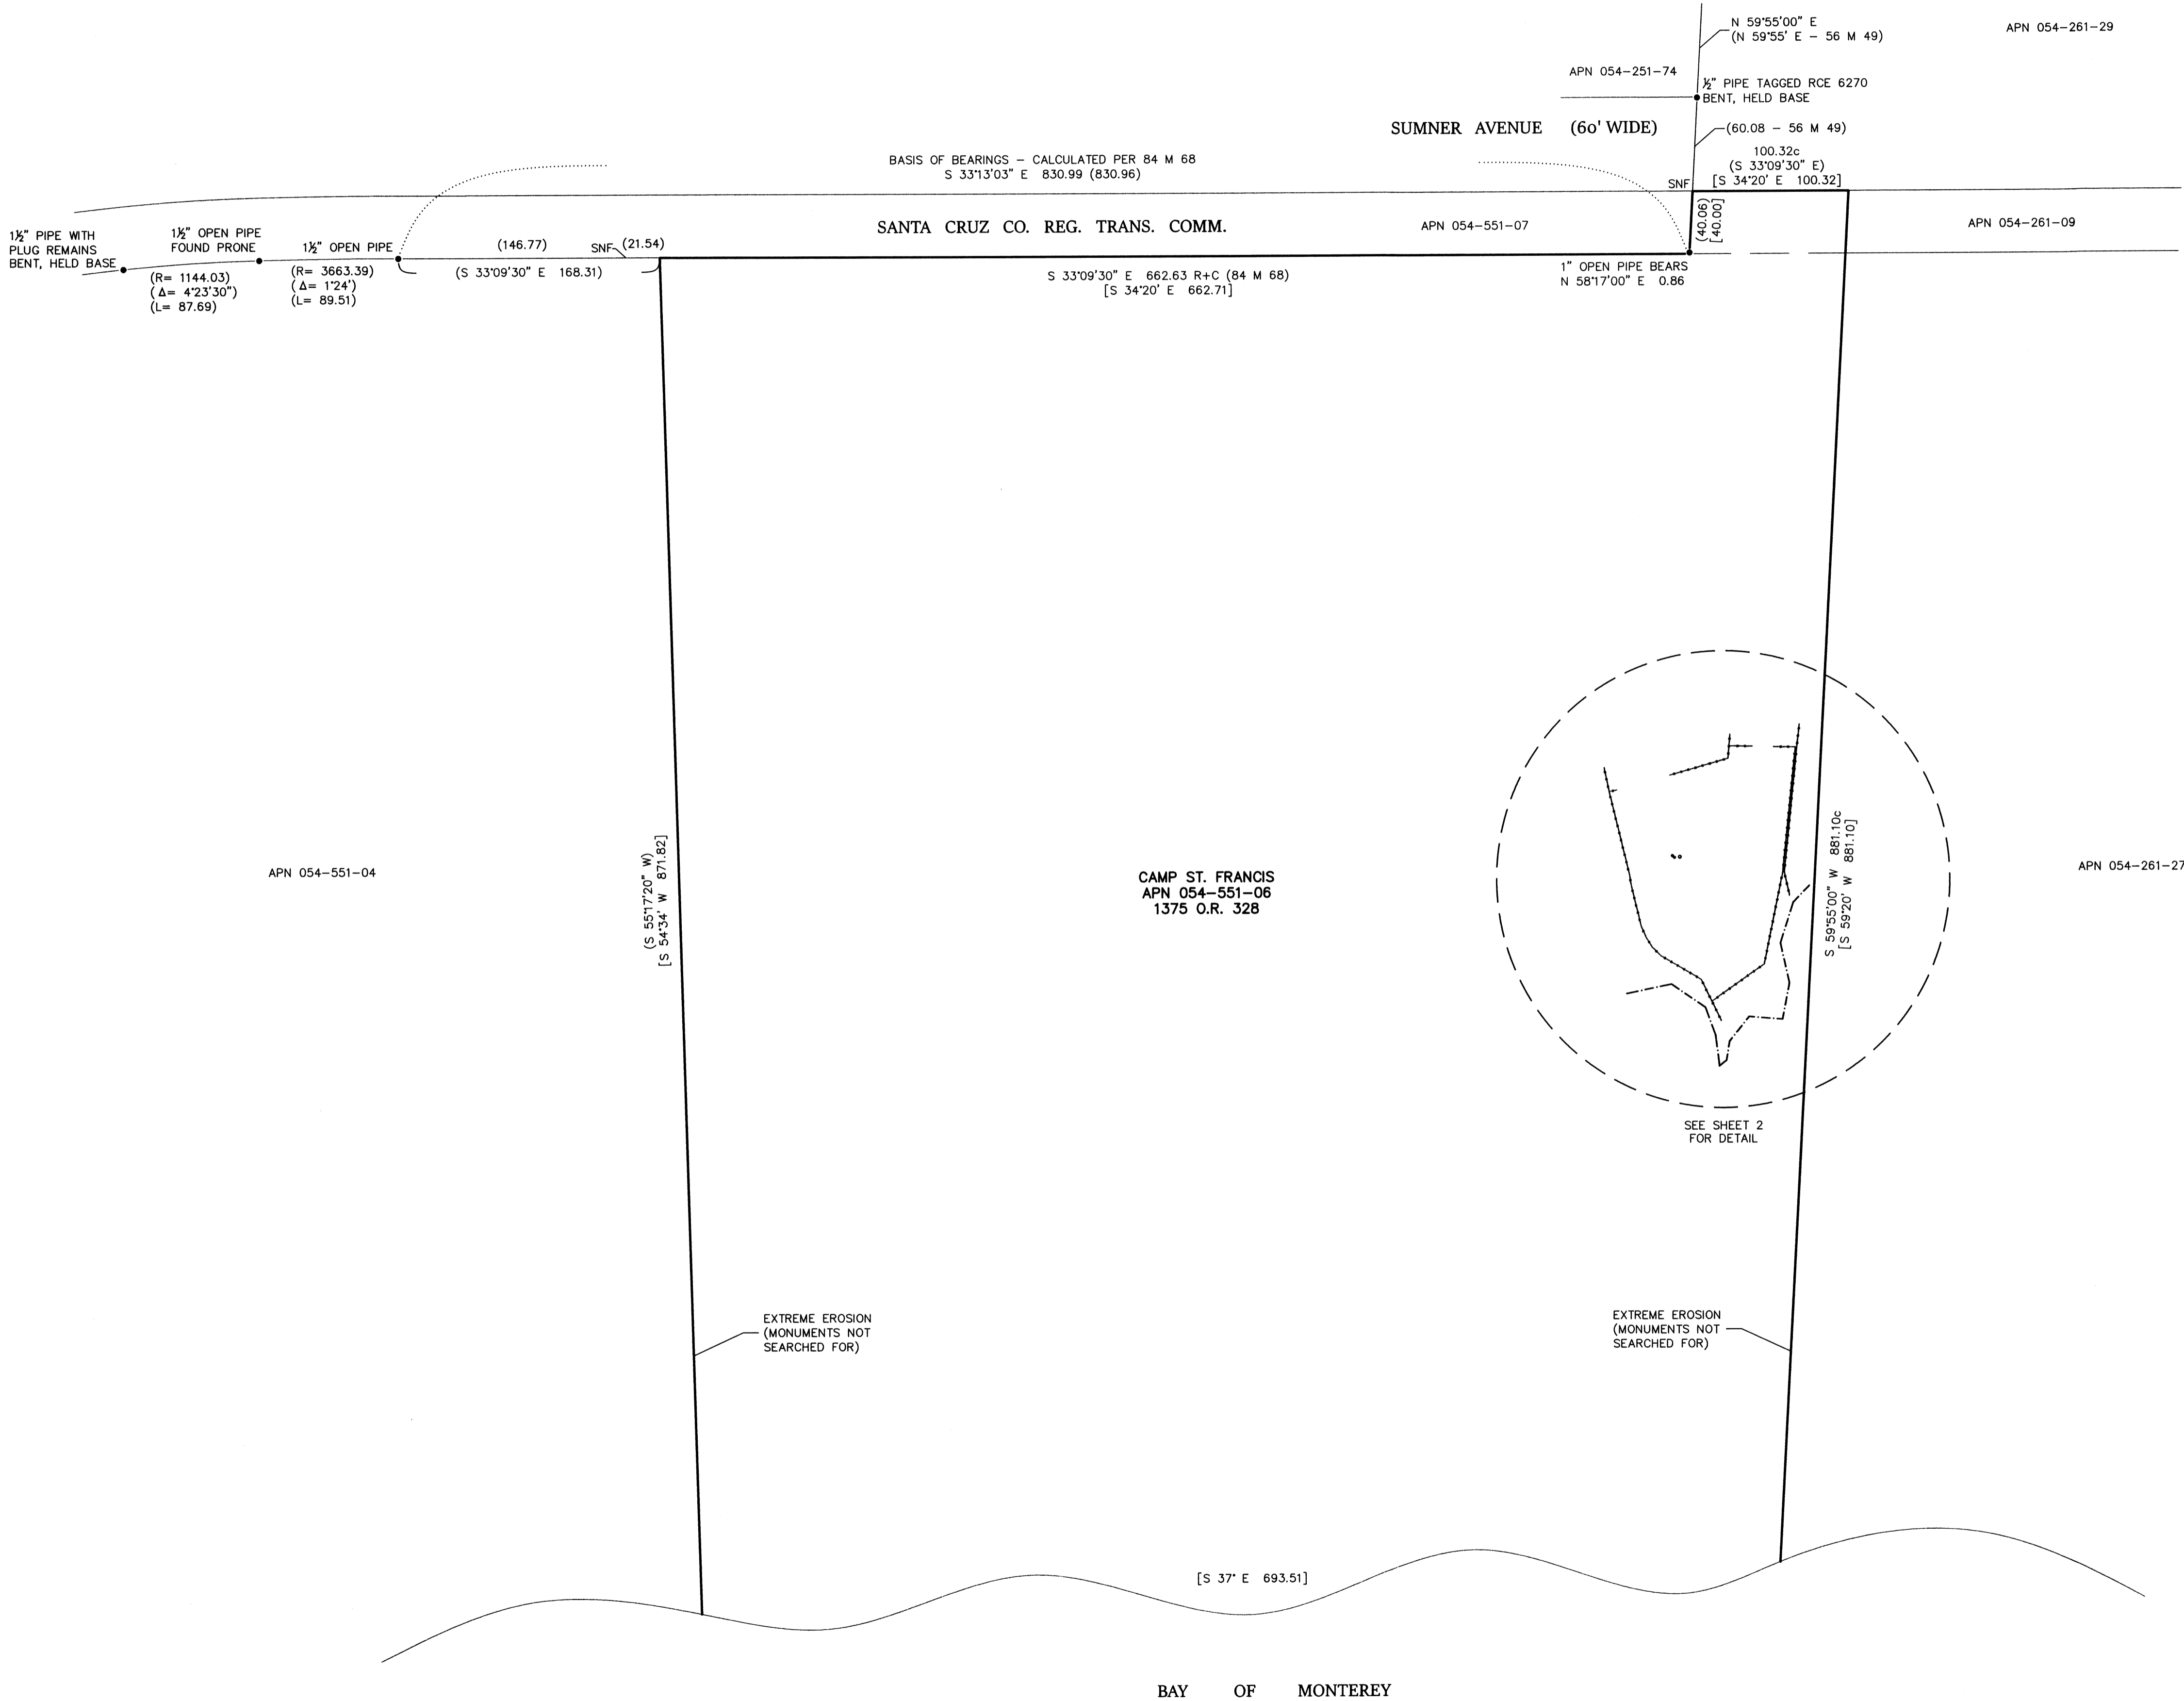 N 59°55'00" E
(N 59°55' E - 56 M 49)
APN 054-261-29
APN 054-251-74
½" PIPE TAGGED RCE 6270
BENT, HELD BASE
SUMNER AVENUE (60' WIDE)
(60.08 - 56 M 49)
100.32c
(S 33°09'30" E)
[S 34°20' E 100.32]
SNF
BASIS OF BEARINGS - CALCULATED PER 84 M 68
S 33°13'03" E 830.99 (830.96)
SANTA CRUZ CO. REG. TRANS. COMM.
APN 054-551-07
(40.06)
[40.00]
APN 054-261-09
1½" PIPE WITH
PLUG REMAINS
BENT, HELD BASE
1½" OPEN PIPE
FOUND PRONE
1½" OPEN PIPE
(146.77)
SNF
(21.54)
(R= 1144.03)
(Δ= 4°23'30")
(L= 87.69)
(R= 3663.39)
(Δ= 1°24')
(L= 89.51)
(S 33°09'30" E 168.31)
S 33°09'30" E 662.63 R+C (84 M 68)
[S 34°20' E 662.71]
1" OPEN PIPE BEARS
N 58°17'00" E 0.86
(S 55°17'20" W)
[S 54°34' W 871.82]
APN 054-551-04
CAMP ST. FRANCIS
APN 054-551-06
1375 O.R. 328
S 59°55'00" W 881.10c
[S 59°20' W 881.10]
APN 054-261-27
SEE SHEET 2
FOR DETAIL
EXTREME EROSION
(MONUMENTS NOT
SEARCHED FOR)
EXTREME EROSION
(MONUMENTS NOT
SEARCHED FOR)
[S 37° E 693.51]
BAY OF MONTEREY